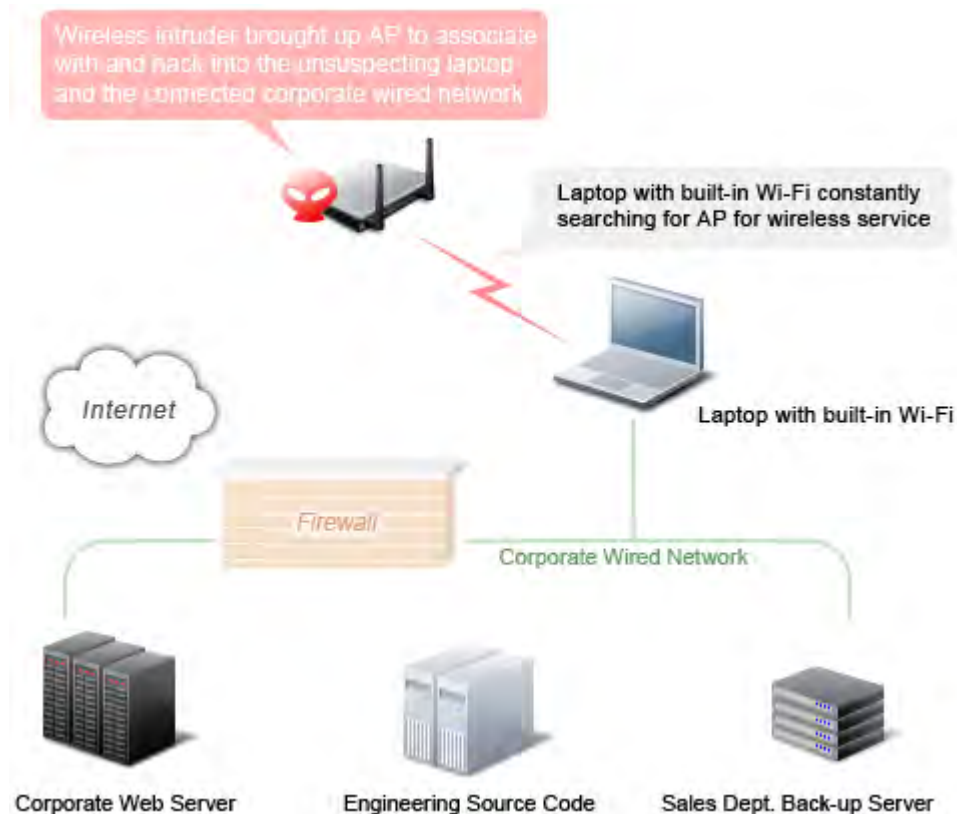 Wireless intruder brought up AP to associate
with and hack into the unsuspecting laptop
and the connected corporate wired network
Laptop with built-in Wi-Fi constantly
searching for AP for wireless service
Internet
Laptop with built-in Wi-Fi
Firewall
Corporate Wired Network
Corporate Web Server
Engineering Source Code
Sales Dept. Back-up Server